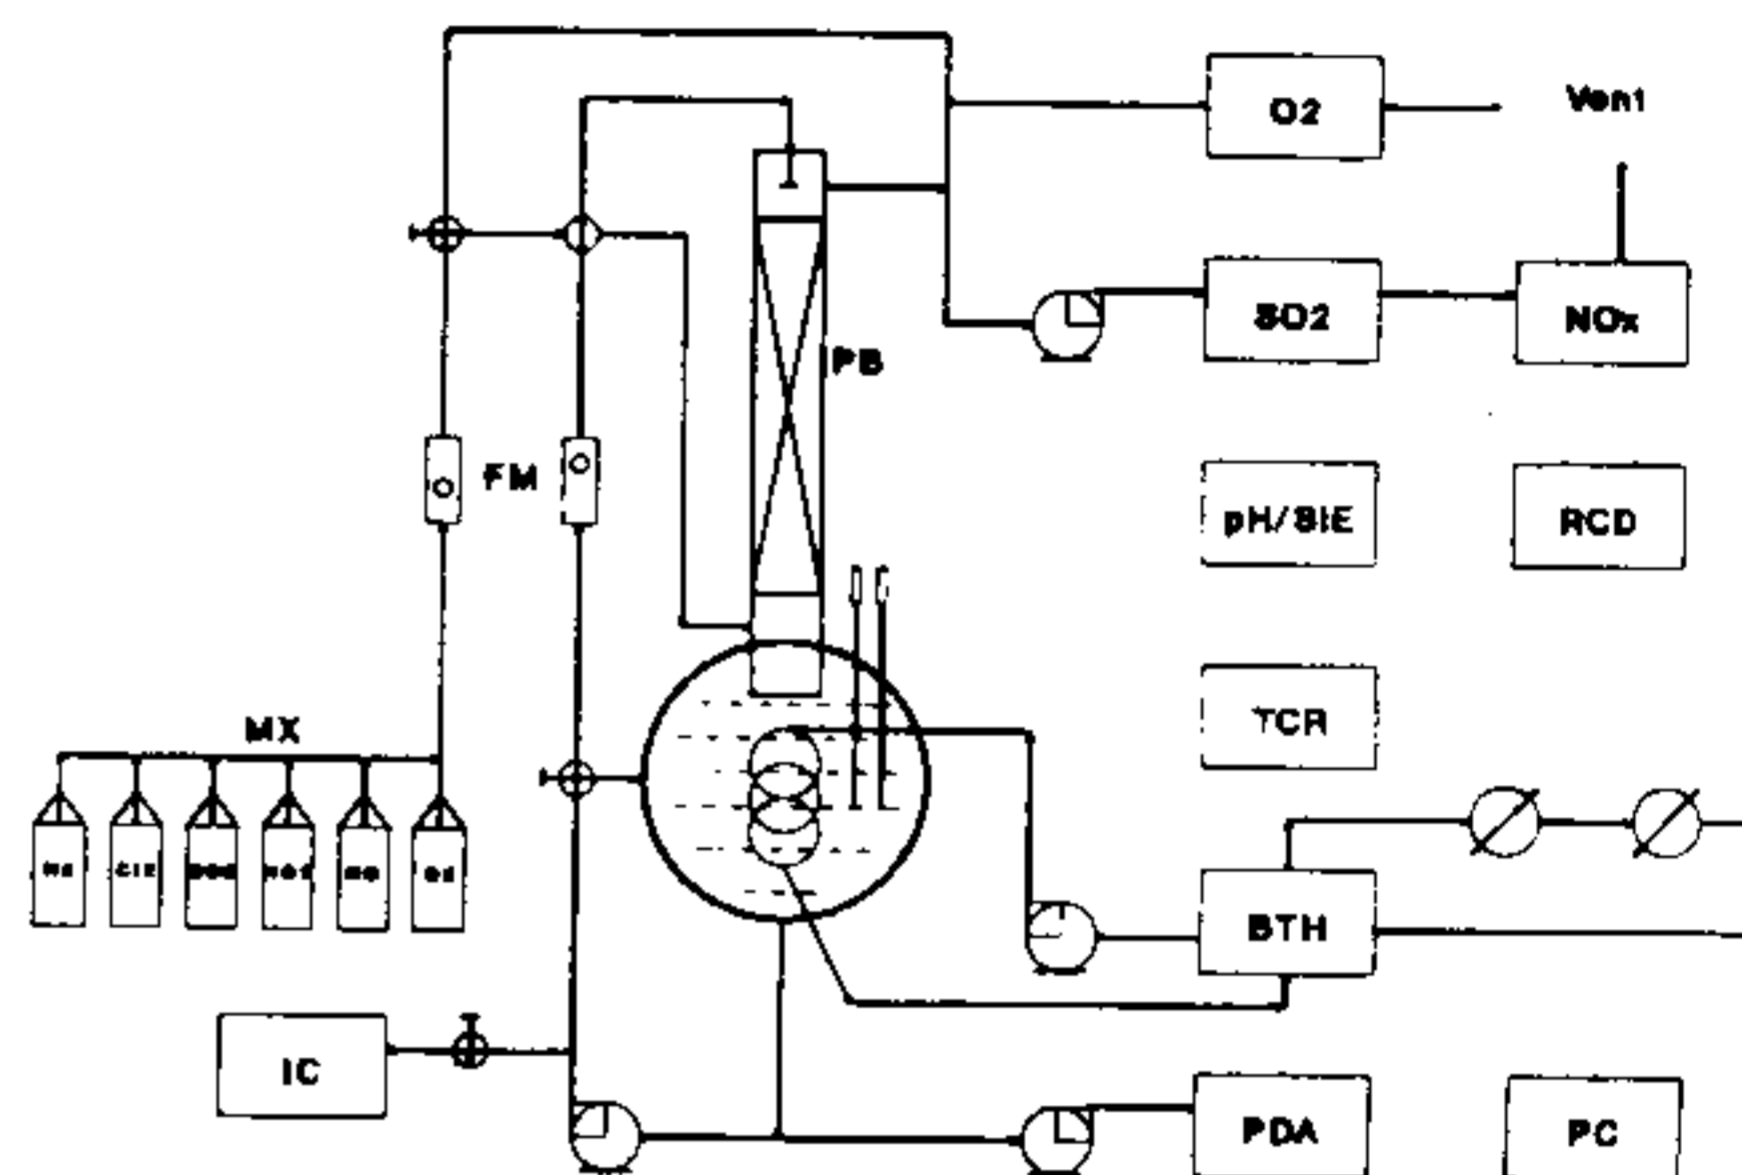 O2
Vent
SO2
NOx
PB
FM
pH/SIE
RCD
MX
TCR
BTH
IC
PDA
PC